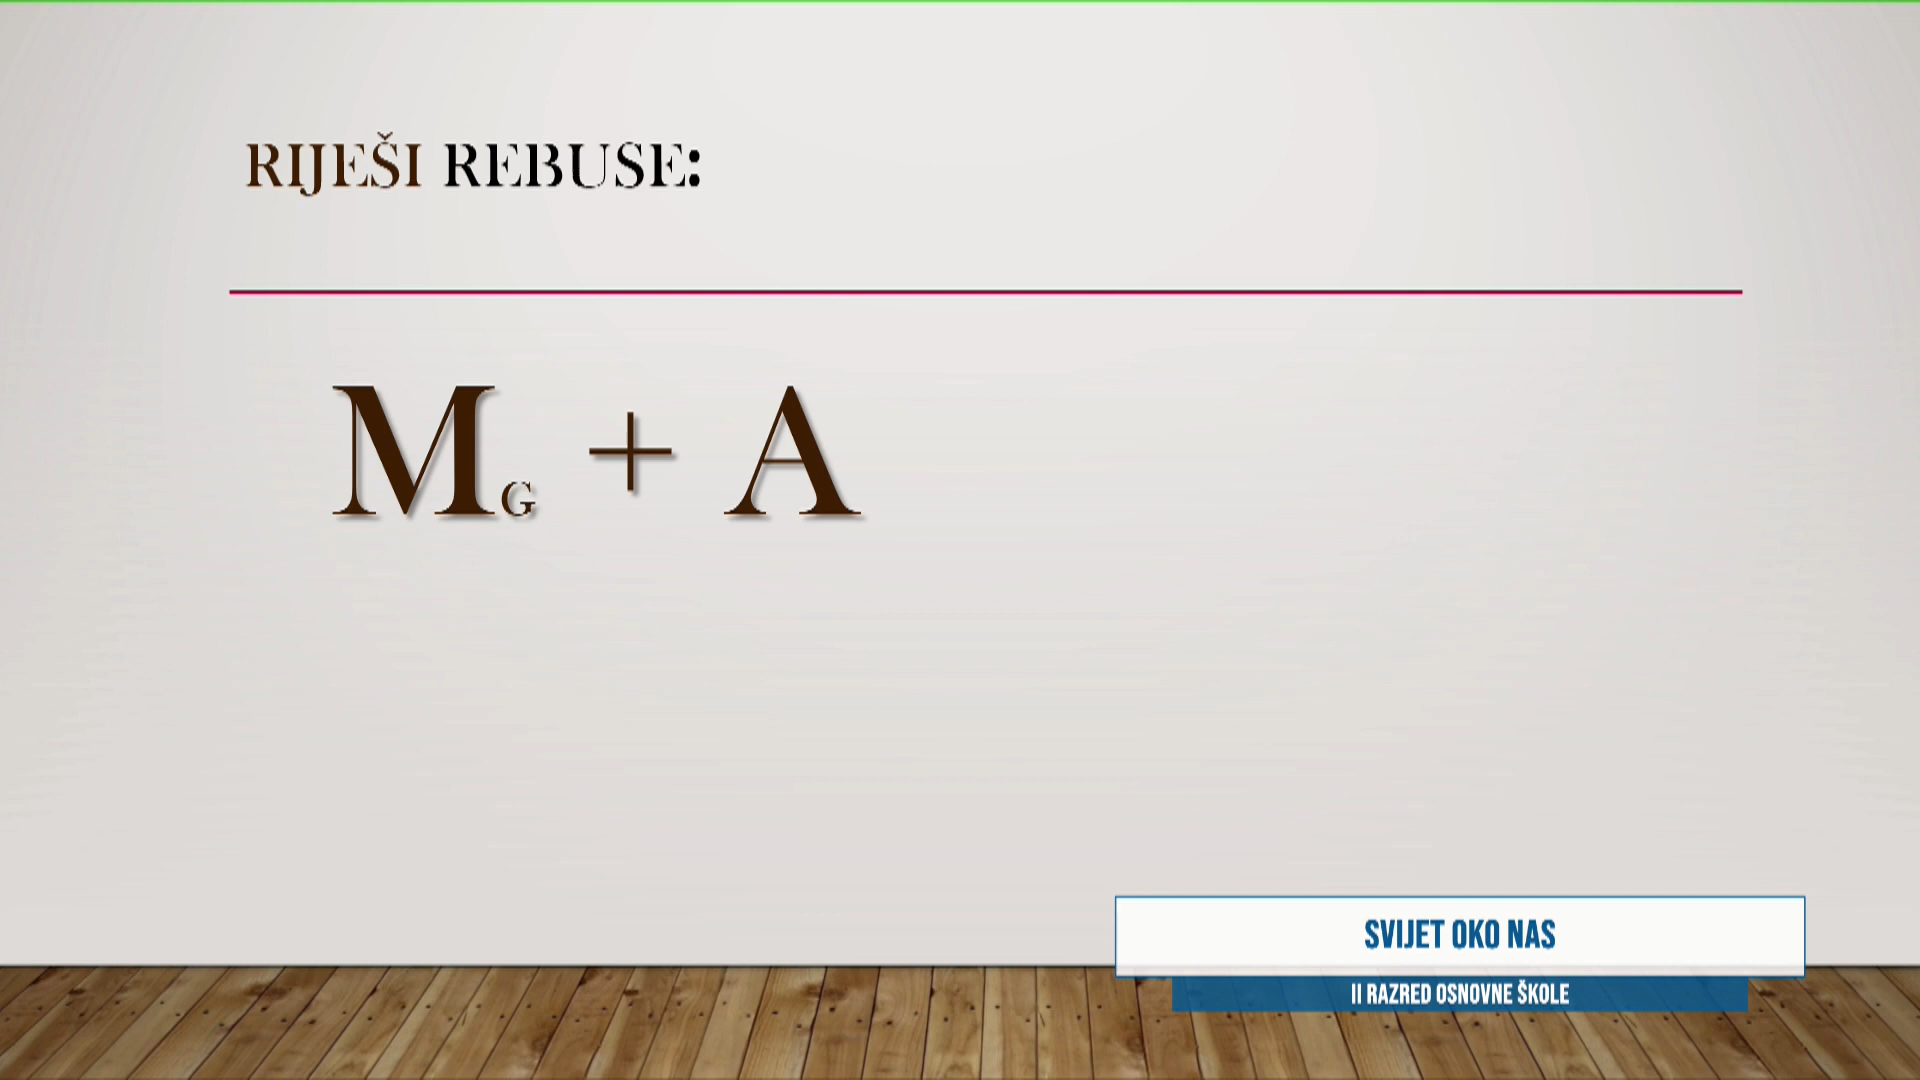 RIJEŠI REBUSE:
MG + A
SVIJET OKO NAS
II RAZRED OSNOVNE ŠKOLE